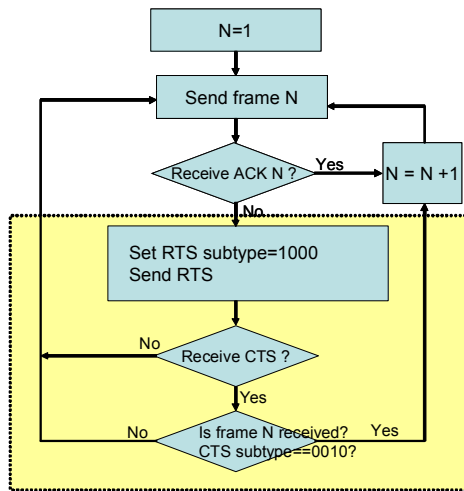 N=1
Send frame N
Receive ACK N ?
Yes
N = N +1
No
Set RTS subtype=1000
Send RTS
No
Receive CTS ?
Yes
No
Is frame N received?
CTS subtype==0010?
Yes